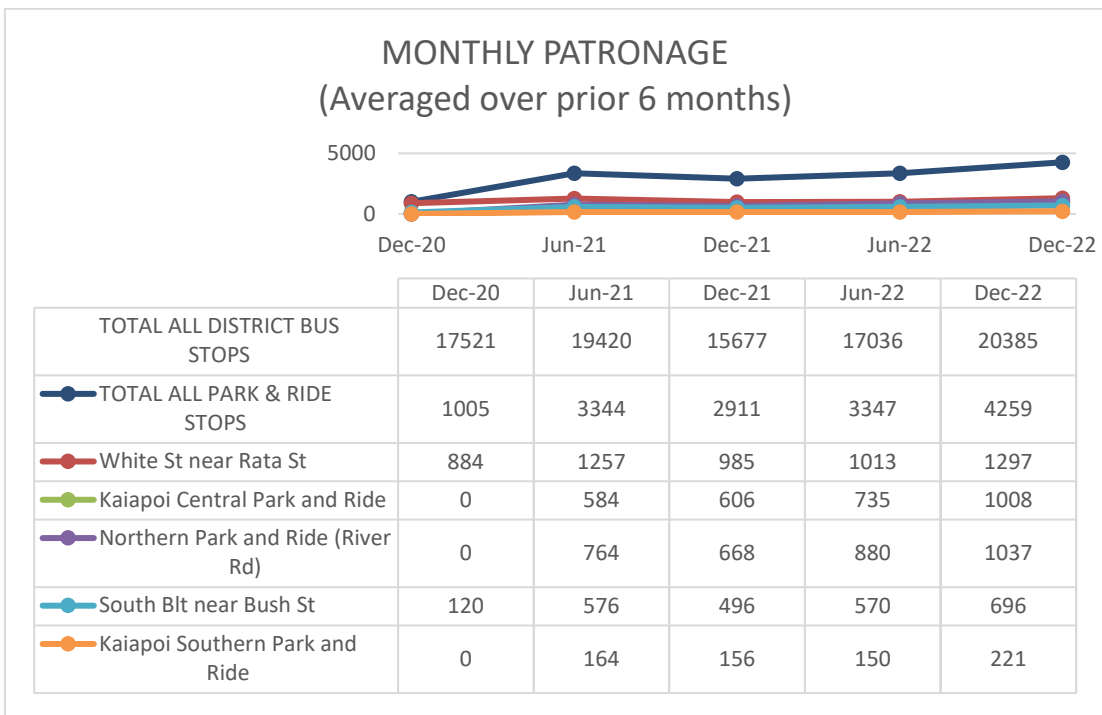 MONTHLY PATRONAGE
(Averaged over prior 6 months)
5000
0
Dec-20 Jun-21 Dec-21 Jun-22 Dec-22
Dec-20 Jun-21 Dec-21 Jun-22 Dec-22
TOTAL ALL DISTRICT BUS
STOPS
17521 19420 15677 17036 20385
TOTAL ALL PARK & RIDE
STOPS
1005 3344 2911 3347 4259
White St near Rata St 884 1257 985 1013 1297
Kaiapoi Central Park and Ride 0 584 606 735 1008
Northern Park and Ride (River
Rd)
0 764 668 880 1037
South Blt near Bush St 120 576 496 570 696
Kaiapoi Southern Park and
Ride
0 164 156 150 221